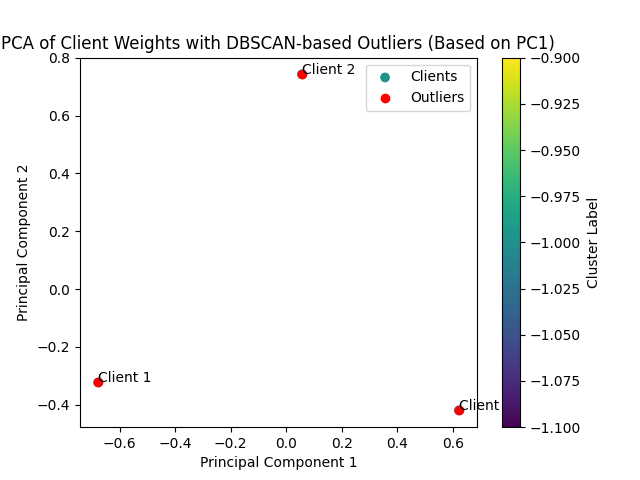 PCA of Client Weights with DBSCAN-based Outliers (Based on PC1)
Client 2
Clients
Outliers
Client 1
Client
0.8
0.6
0.4
0.2
0.0
−0.2
−0.4
Principal Component 2
−0.6
−0.4
−0.2
0.0
0.2
0.4
0.6
Principal Component 1
−0.900
−0.925
−0.950
−0.975
−1.000
−1.025
−1.050
−1.075
−1.100
Cluster Label